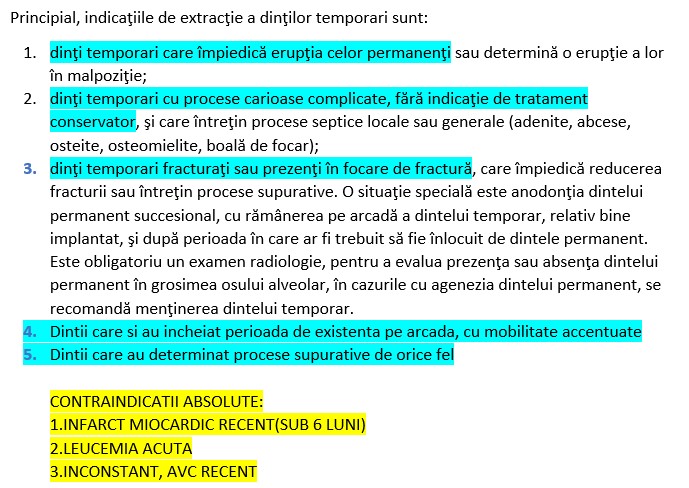 Principial, indicaţiile de extracţie a dinţilor temporari sunt:
1. dinţi temporari care împiedică erupţia celor permanenţi sau determină o erupţie a lor
în malpoziţie;
2. dinţi temporari cu procese carioase complicate, fără indicaţie de tratament
conservator, şi care întreţin procese septice locale sau generale (adenite, abcese,
osteite, osteomielite, boală de focar);
3. dinţi temporari fracturaţi sau prezenţi în focare de fractură, care împiedică reducerea
fracturii sau întreţin procese supurative. O situaţie specială este anodonţia dintelui
permanent succesional, cu rămânerea pe arcadă a dintelui temporar, relativ bine
implantat, şi după perioada în care ar fi trebuit să fie înlocuit de dintele permanent.
Este obligatoriu un examen radiologie, pentru a evalua prezenţa sau absenţa dintelui
permanent în grosimea osului alveolar, în cazurile cu agenezia dintelui permanent, se
recomandă menţinerea dintelui temporar.
4. Dintii care si au incheiat perioada de existenta pe arcada, cu mobilitate accentuate
5. Dintii care au determinat procese supurative de orice fel
CONTRAINDICATII ABSOLUTE:
1.INFARCT MIOCARDIC RECENT(SUB 6 LUNI)
2.LEUCEMIA ACUTA
3.INCONSTANT, AVC RECENT